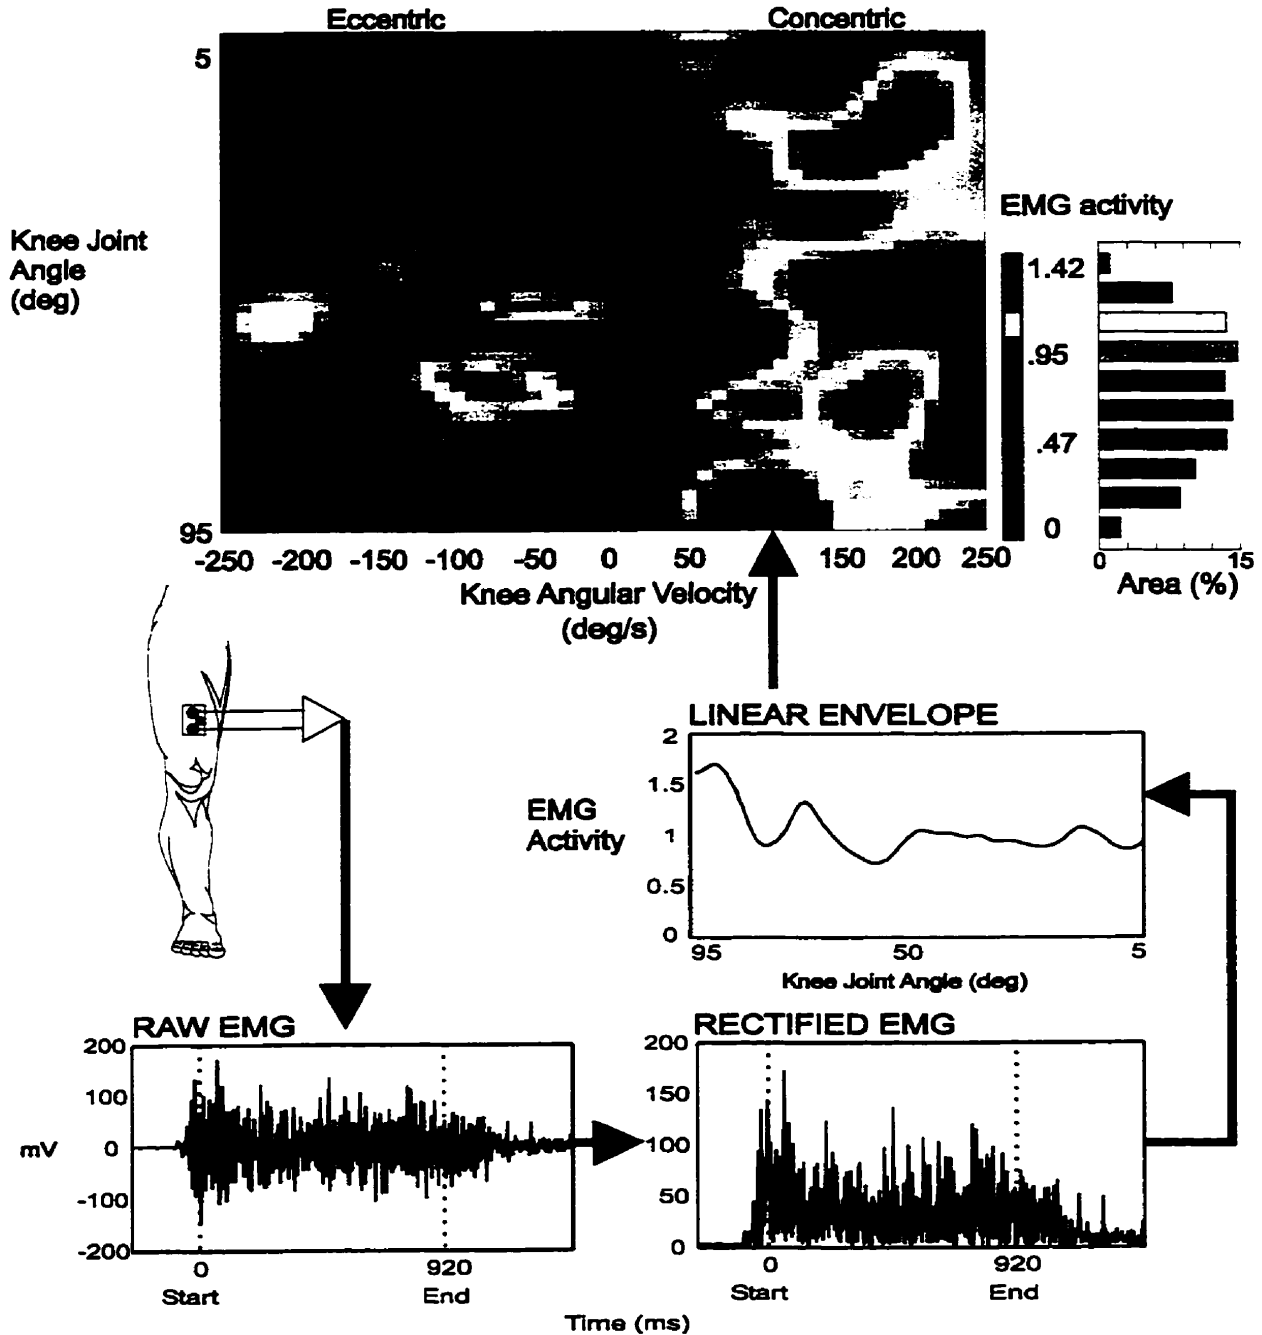 Eccentric Concentric
5
Knee Joint
Angle
(deg)
95
-250 -200 -150 -100 -50 0 50 150 200 250
Knee Angular Velocity
(deg/s)
EMG activity
1.42
.95
.47
0
0 15
Area (%)
LINEAR ENVELOPE
2
1.5
1
0.5
0
EMG
Activity
95 50 5
Knee Joint Angle (deg)
RAW EMG
200
100
0
-100
-200
mV
0 920
Start End
RECTIFIED EMG
200
150
100
50
0
0 920
Start End
Time (ms)